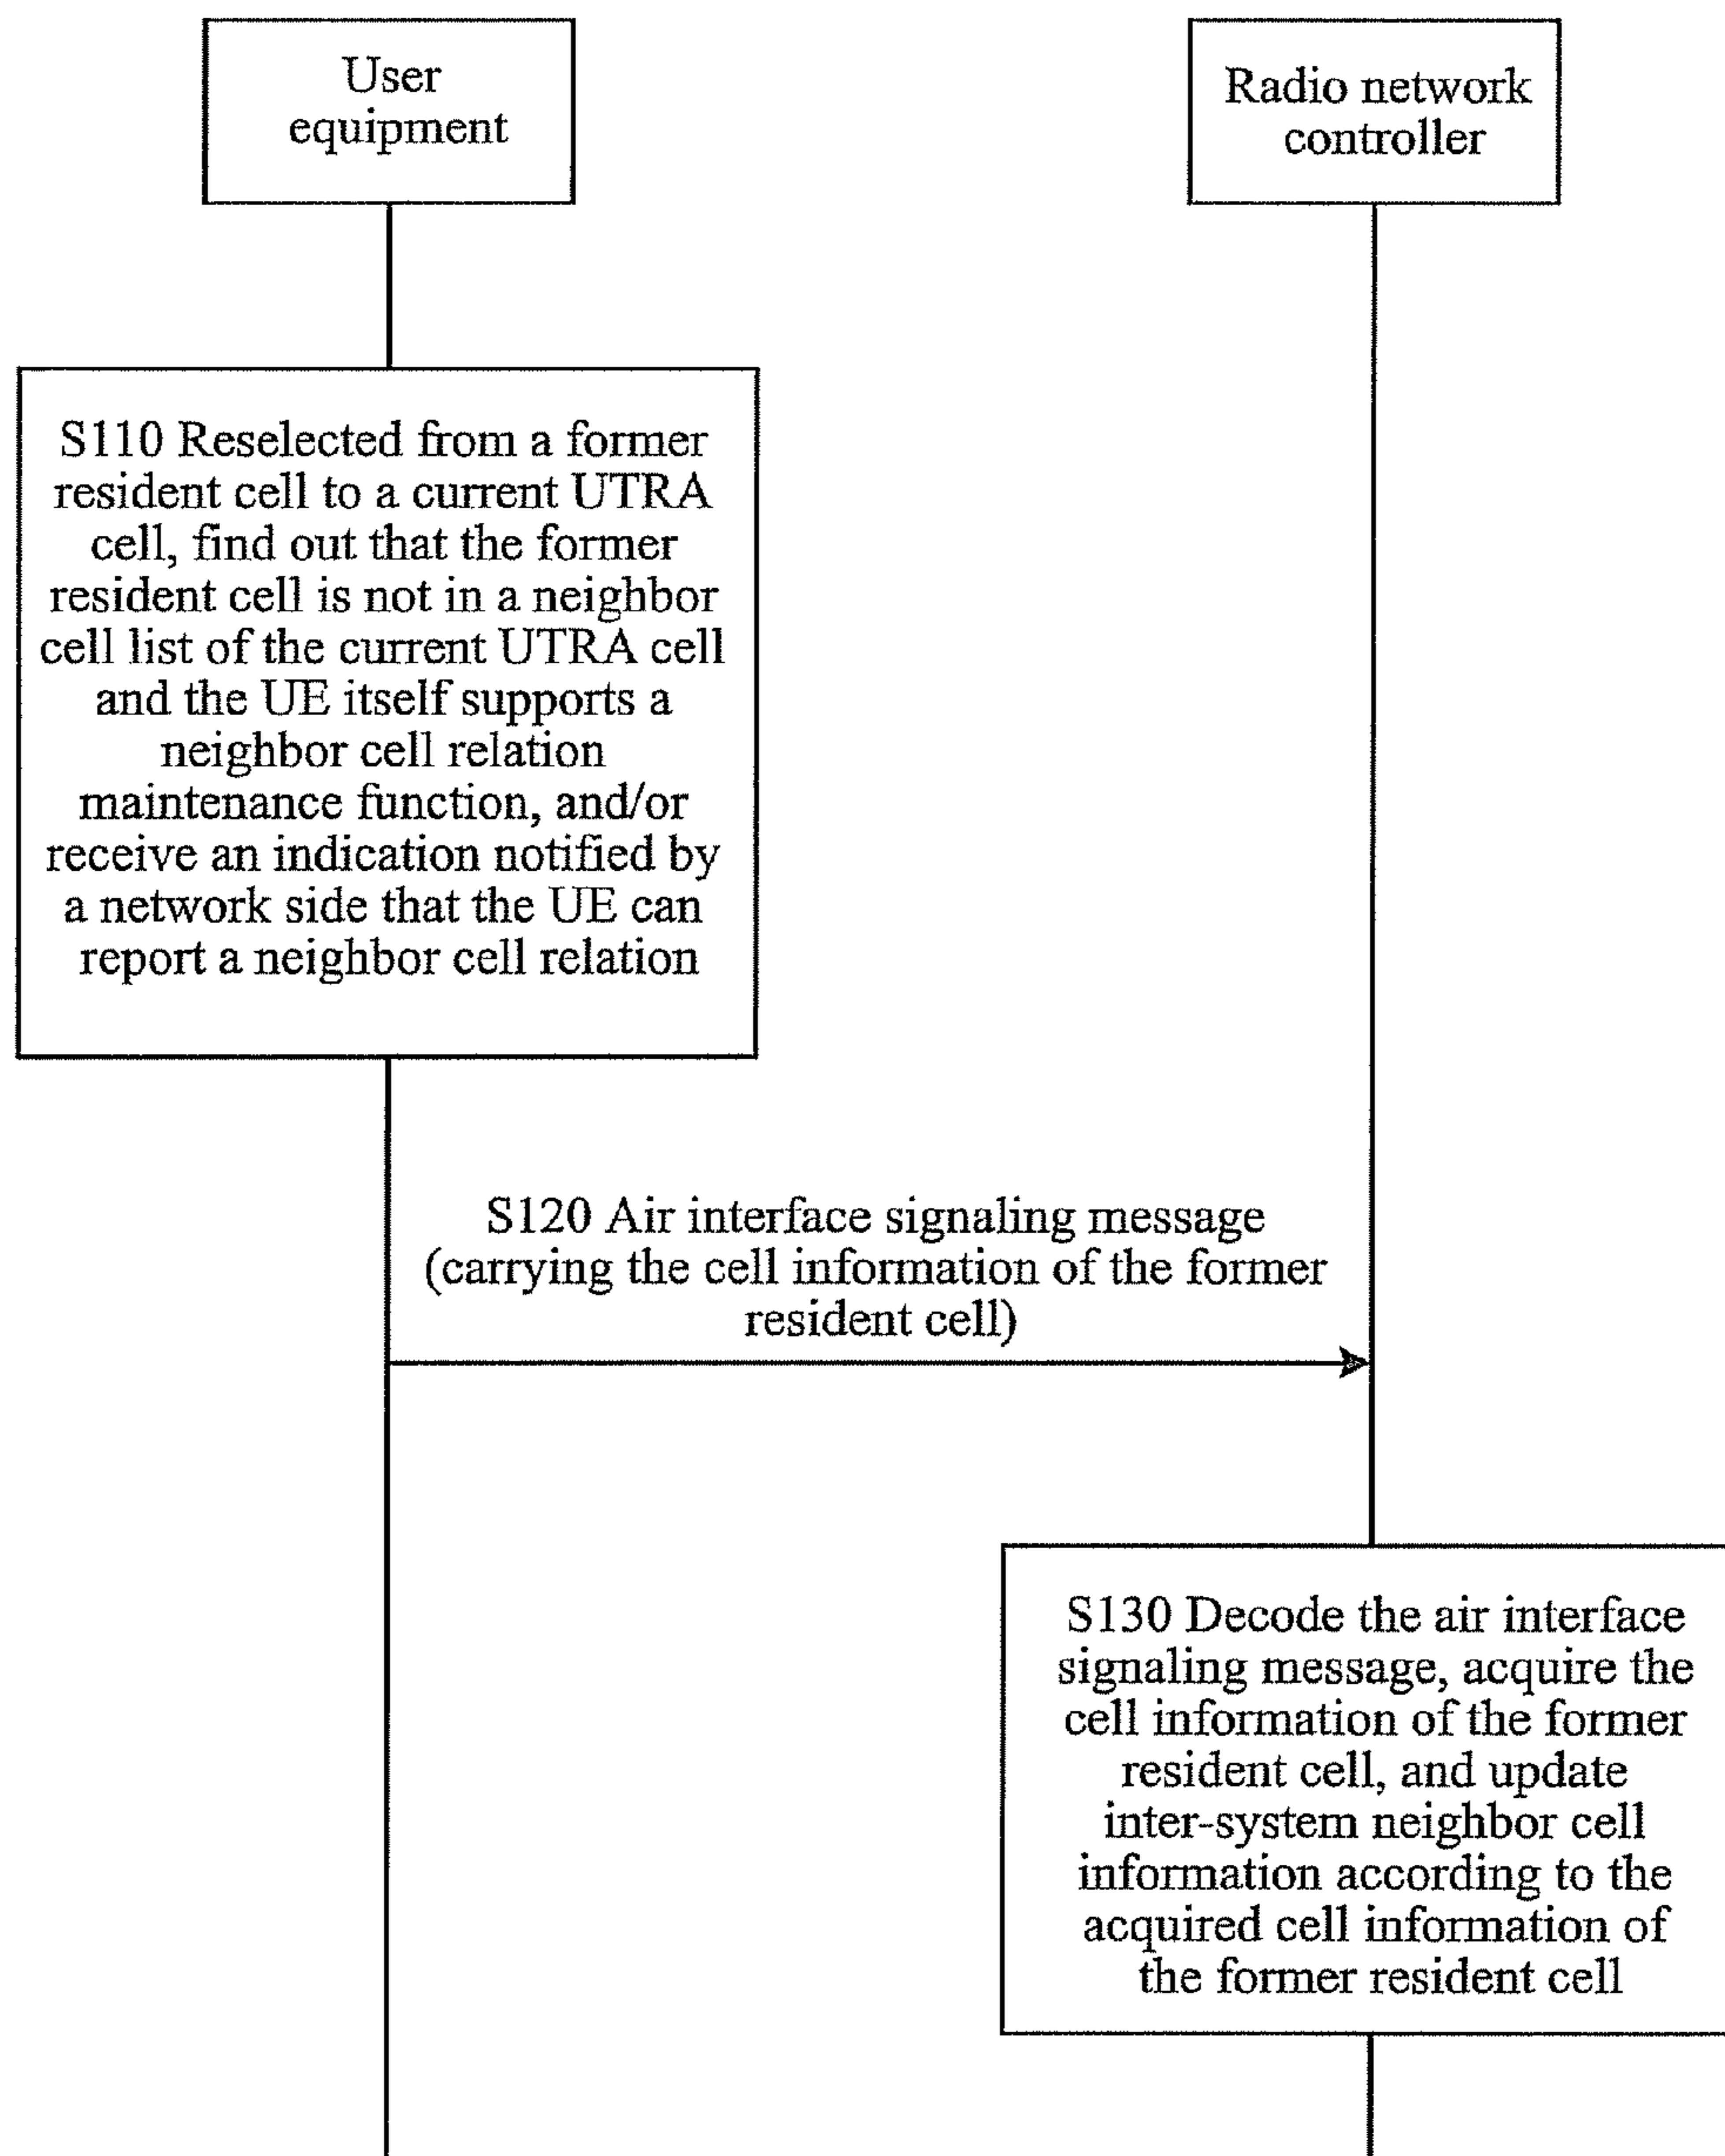 User
equipment
Radio network
controller
S110 Reselected from a former
resident cell to a current UTRA
cell, find out that the former
resident cell is not in a neighbor
cell list of the current UTRA cell
and the UE itself supports a
neighbor cell relation
maintenance function, and/or
receive an indication notified by
a network side that the UE can
report a neighbor cell relation
S120 Air interface signaling message
(carrying the cell information of the former
resident cell)
S130 Decode the air interface
signaling message, acquire the
cell information of the former
resident cell, and update
inter-system neighbor cell
information according to the
acquired cell information of
the former resident cell